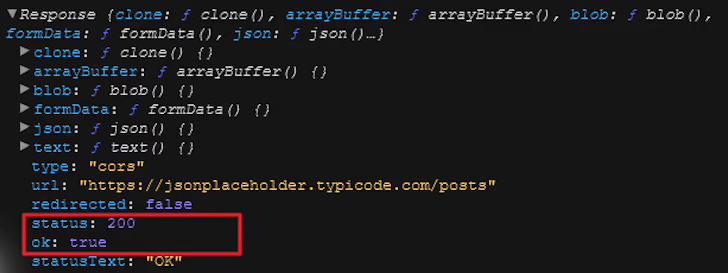 ▼Response {clone: ƒ clone(), arrayBuffer: ƒ arrayBuffer(), blob: ƒ blob(),
formData: ƒ formData(), json: ƒ json()…}
▶clone: ƒ clone() {}
▶arrayBuffer: ƒ arrayBuffer() {}
▶blob: ƒ blob() {}
▶formData: ƒ formData() {}
▶json: ƒ json() {}
▶text: ƒ text() {}
type: "cors"
url: "https://jsonplaceholder.typicode.com/posts"
redirected: false
status: 200
ok: true
statusText: "OK"